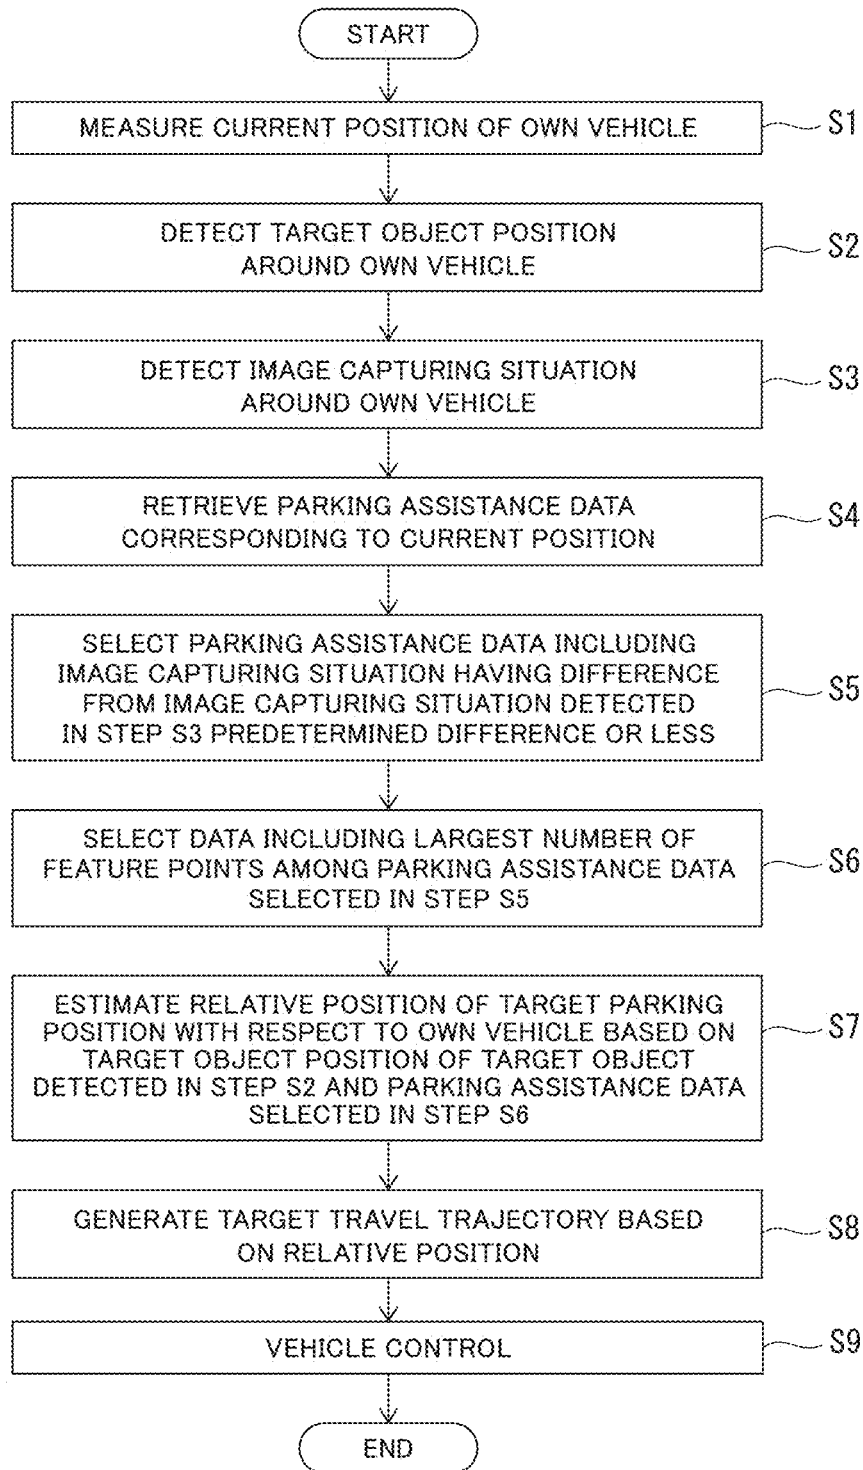 START
MEASURE CURRENT POSITION OF OWN VEHICLE
S1
DETECT TARGET OBJECT POSITION
AROUND OWN VEHICLE
S2
DETECT IMAGE CAPTURING SITUATION
AROUND OWN VEHICLE
S3
RETRIEVE PARKING ASSISTANCE DATA
CORRESPONDING TO CURRENT POSITION
S4
SELECT PARKING ASSISTANCE DATA INCLUDING
IMAGE CAPTURING SITUATION HAVING DIFFERENCE
FROM IMAGE CAPTURING SITUATION DETECTED
IN STEP S3 PREDETERMINED DIFFERENCE OR LESS
S5
SELECT DATA INCLUDING LARGEST NUMBER OF
FEATURE POINTS AMONG PARKING ASSISTANCE DATA
SELECTED IN STEP S5
S6
ESTIMATE RELATIVE POSITION OF TARGET PARKING
POSITION WITH RESPECT TO OWN VEHICLE BASED ON
TARGET OBJECT POSITION OF TARGET OBJECT
DETECTED IN STEP S2 AND PARKING ASSISTANCE DATA
SELECTED IN STEP S6
S7
GENERATE TARGET TRAVEL TRAJECTORY BASED
ON RELATIVE POSITION
S8
VEHICLE CONTROL
S9
END